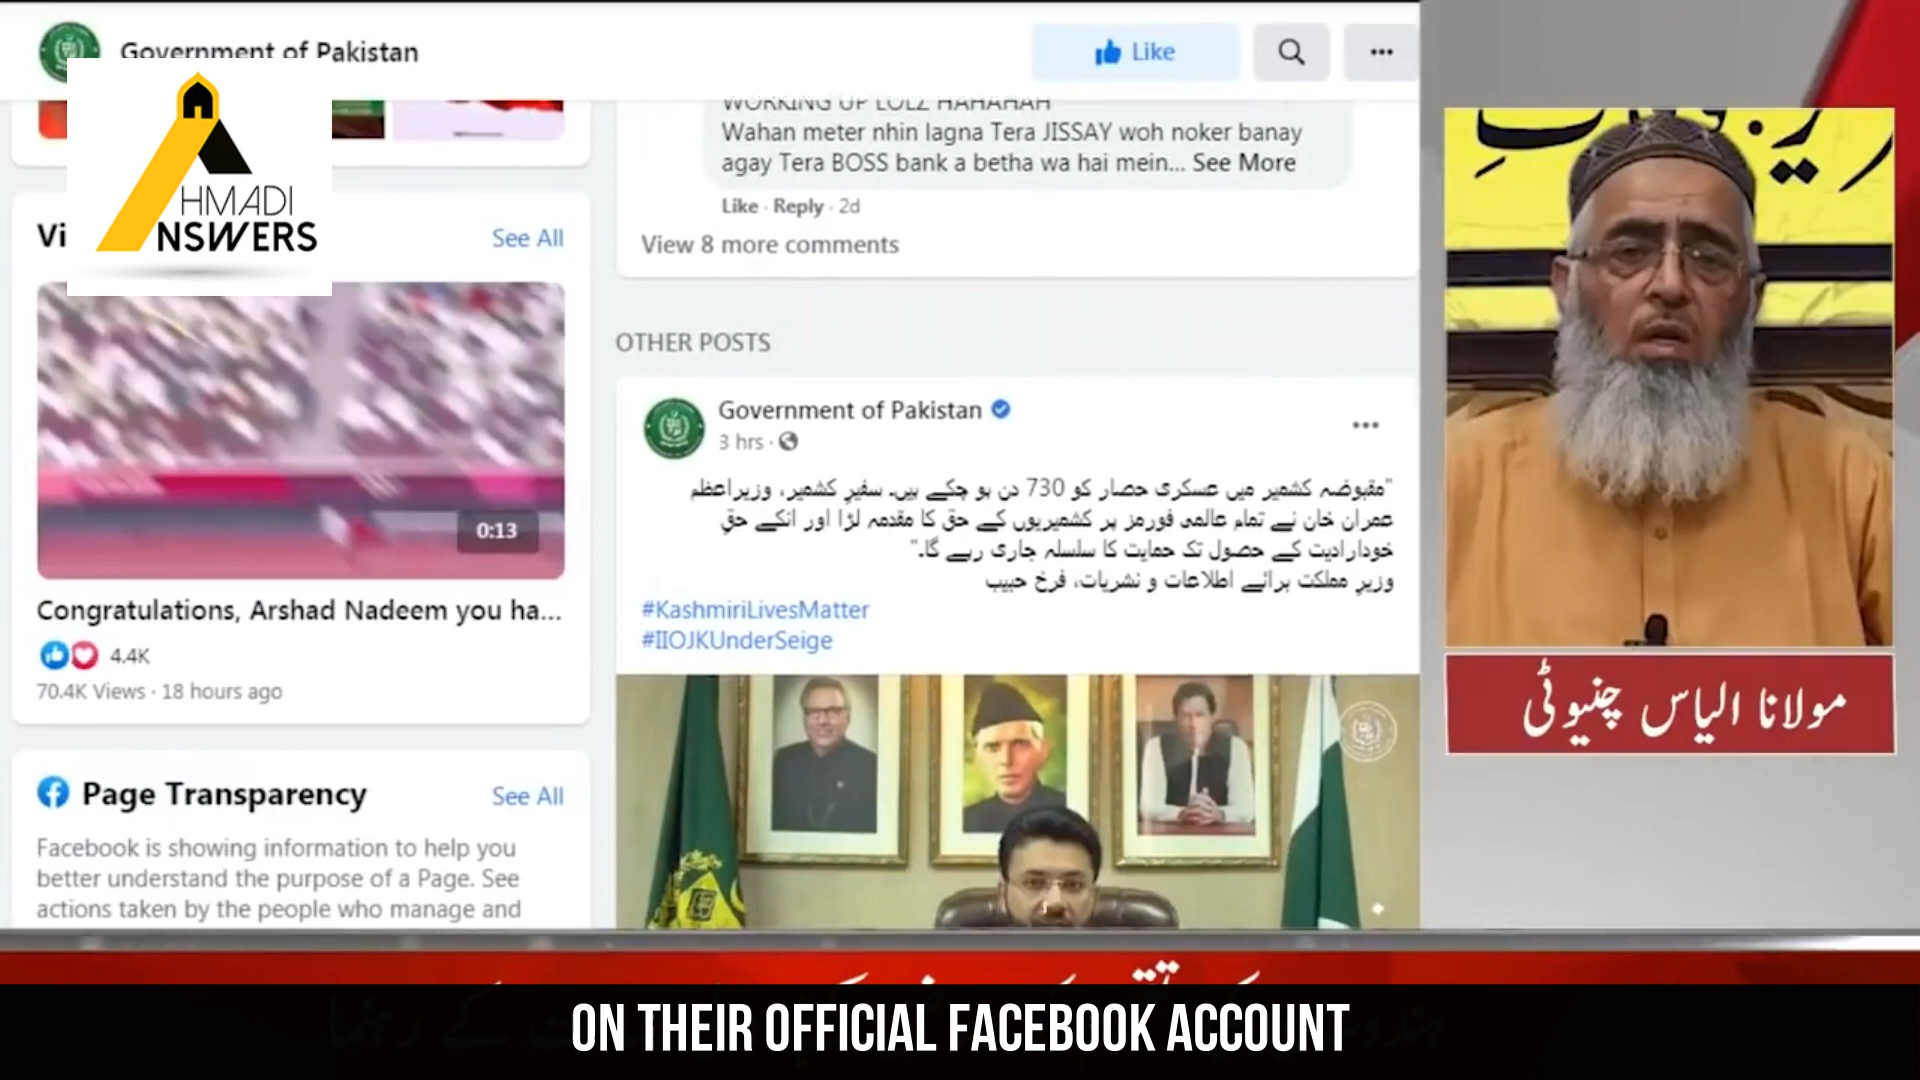 Government of Pakistan
Like
HMADI
NSWERS
WORKING UP LOLZ HAHAHAH
Wahan meter nhin lagna Tera JISSAY woh noker banay
agay Tera BOSS bank a betha wa hai mein... See More
Like · Reply · 2d
View 8 more comments
Vi
See All
0:13
Congratulations, Arshad Nadeem you ha...
4.4K
70.4K Views · 18 hours ago
Page Transparency
See All
Facebook is showing information to help you
better understand the purpose of a Page. See
actions taken by the people who manage and
OTHER POSTS
Government of Pakistan
3 hrs
"مقبوضہ کشمیر میں عسکری حصار کو 730 دن ہو چکے ہیں۔ سفیرِ کشمیر، وزیراعظم
عمران خان نے تمام عالمی فورمز پر کشمیریوں کے حق کا مقدمہ لڑا اور انکے حقِ
خودارادیت کے حصول تک حمایت کا سلسلہ جاری رہے گا۔"
وزیرِ مملکت برائے اطلاعات و نشریات، فرخ حبیب
#KashmiriLivesMatter
#IIOJKUnderSeige
مولانا الیاس چنیوٹی
ON THEIR OFFICIAL FACEBOOK ACCOUNT